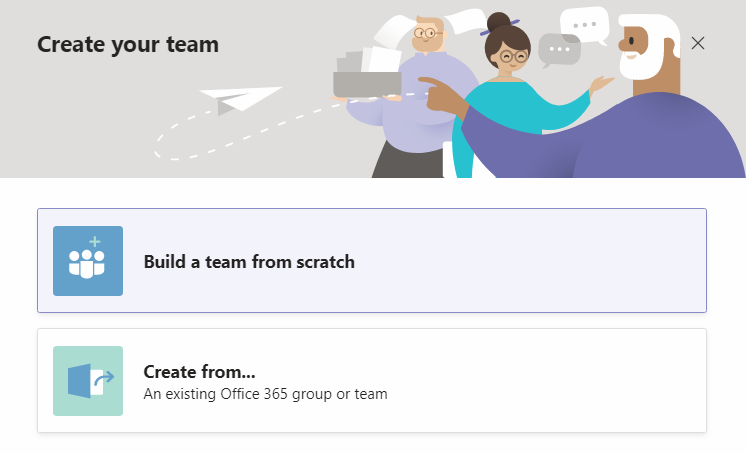 Create your team
Build a team from scratch
Create from...
An existing Office 365 group or team